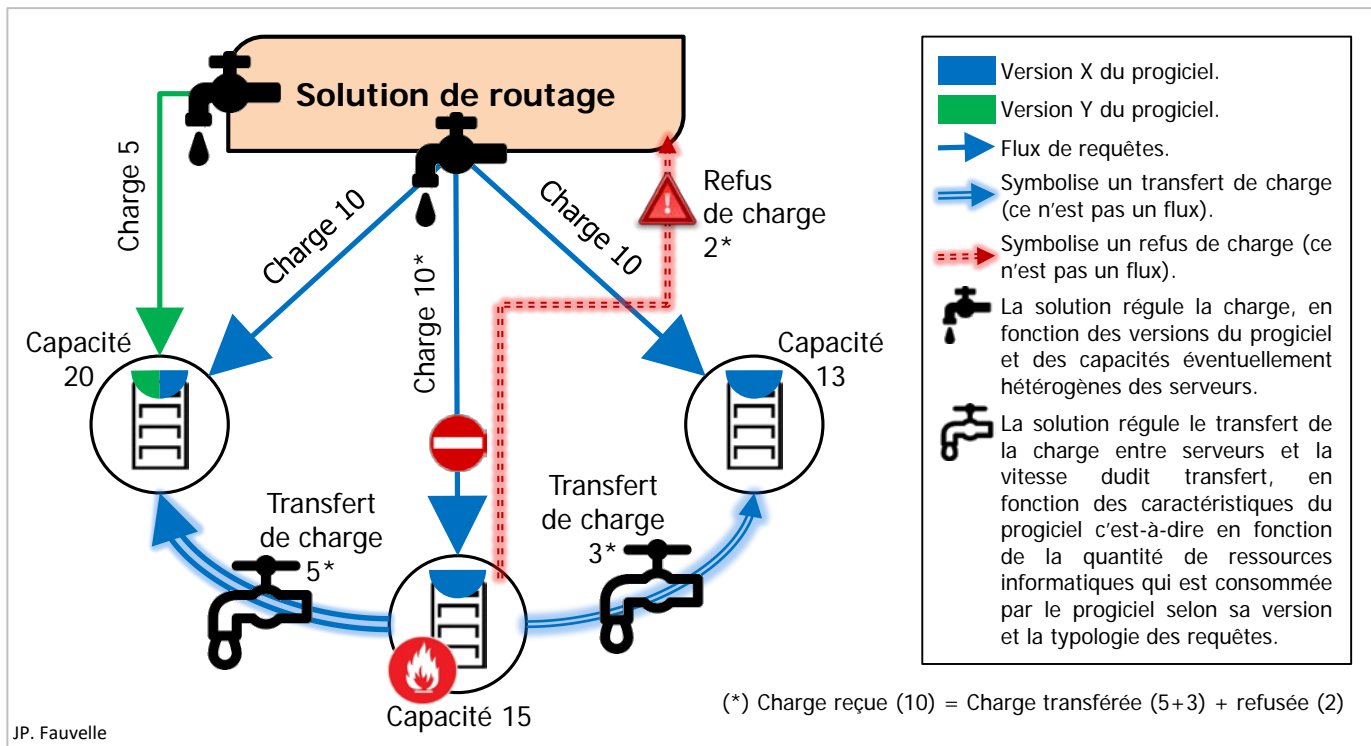 Solution de routage
Charge 5
Charge 10
Charge 10*
Charge 10
Refus
de charge
2*
Capacité
20
Capacité
13
Transfert
de charge
5*
Transfert
de charge
3*
Capacité 15
JP. Fauvelle
Version X du progiciel.
Version Y du progiciel.
Flux de requêtes.
Symbolise un transfert de charge
(ce n'est pas un flux).
Symbolise un refus de charge (ce
n'est pas un flux).
La solution régule la charge, en
fonction des versions du progiciel
et des capacités éventuellement
hétérogènes des serveurs.
La solution régule le transfert de
la charge entre serveurs et la
vitesse dudit transfert, en
fonction des caractéristiques du
progiciel c'est-à-dire en fonction
de la quantité de ressources
informatiques qui est consommée
par le progiciel selon sa version
et la typologie des requêtes.
(*) Charge reçue (10) = Charge transférée (5+3) + refusée (2)